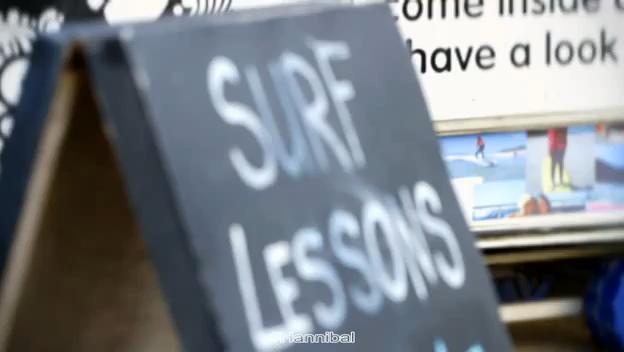 come inside
have a look
SURF
LESSONS
Hannibal